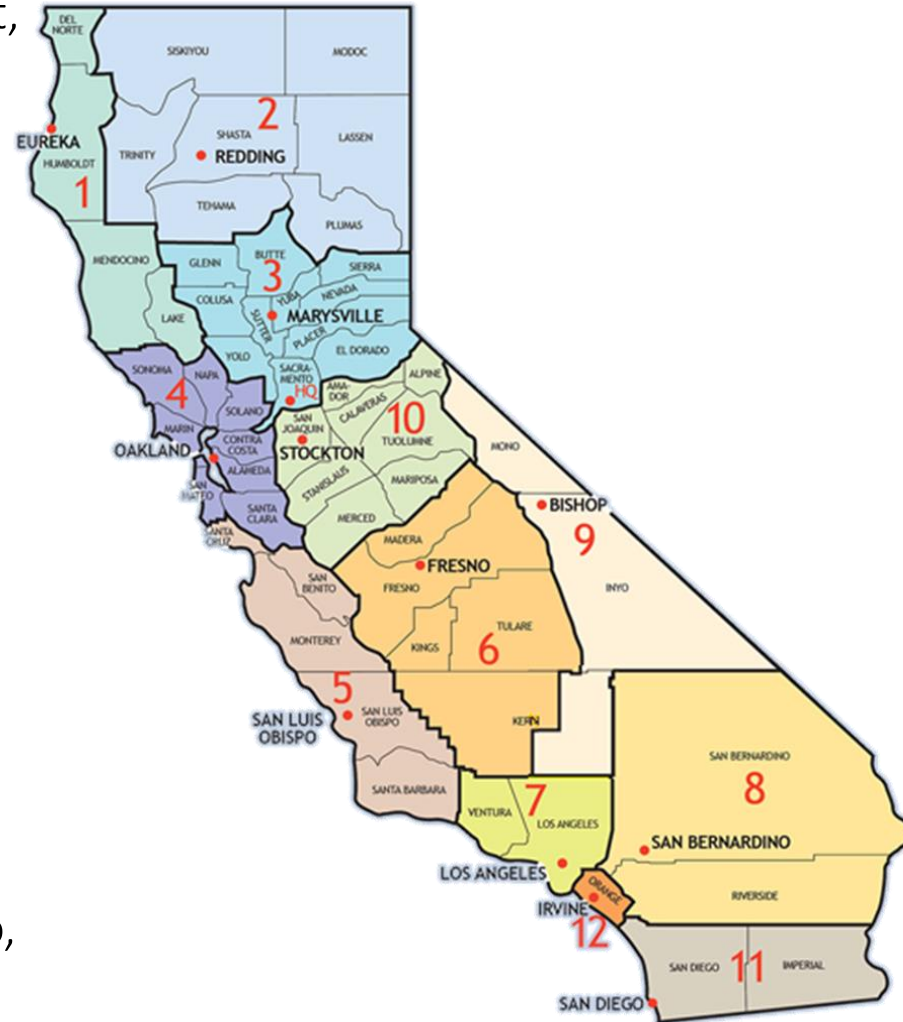 t,
DEL
NORTE
SISKIYOU
MODOC
2
SHASTA
LASSEN
EUREKA
TRINITY
REDDING
HUMBOLDT
1
TEHAMA
PLUMAS
MENDOCINO
GLENN
BUTTE
3
SIERRA
COLUSA
YUBA
NEVADA
LAKE
SUTTER
MARYSVILLE
PLACER
YOLO
EL DORADO
SONOMA
NAPA
SACRA-
MENTO
HQ
ALPINE
4
AMA-
DOR
SOLANO
CALAVERAS
10
MARIN
SAN
JOAQUIN
TUOLUMNE
OAKLAND
CONTRA
COSTA
STOCKTON
MONO
ALAMEDA
STANISLAUS
MARIPOSA
SAN
MATEO
SANTA
CLARA
MERCED
BISHOP
SANTA
CRUZ
MADERA
9
FRESNO
SAN
BENITO
FRESNO
INYO
MONTEREY
TULARE
KINGS
6
5
SAN LUIS
OBISPO
SAN LUIS
OBISPO
KERN
SAN BERNARDINO
SANTA BARBARA
7
8
VENTURA
LOS ANGELES
SAN BERNARDINO
LOS ANGELES
ORANGE
RIVERSIDE
IRVINE
12
),
SAN DIEGO
11
IMPERIAL
SAN DIEGO